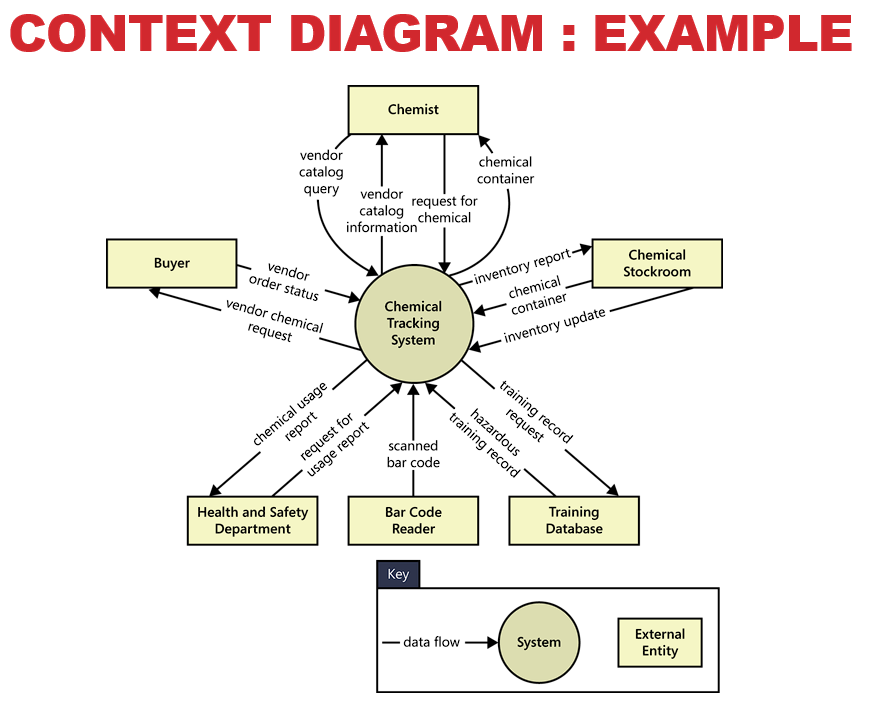 CONTEXT DIAGRAM : EXAMPLE
Chemist
vendor
catalog
query
vendor
catalog
information
request for
chemical
chemical
container
Buyer
vendor
order status
vendor chemical
request
Chemical
Tracking
System
inventory report
chemical
container
inventory update
Chemical
Stockroom
chemical usage
report
request for
usage report
scanned
bar code
hazardous
training record
training record
request
Health and Safety
Department
Bar Code
Reader
Training
Database
Key
data flow
System
External
Entity